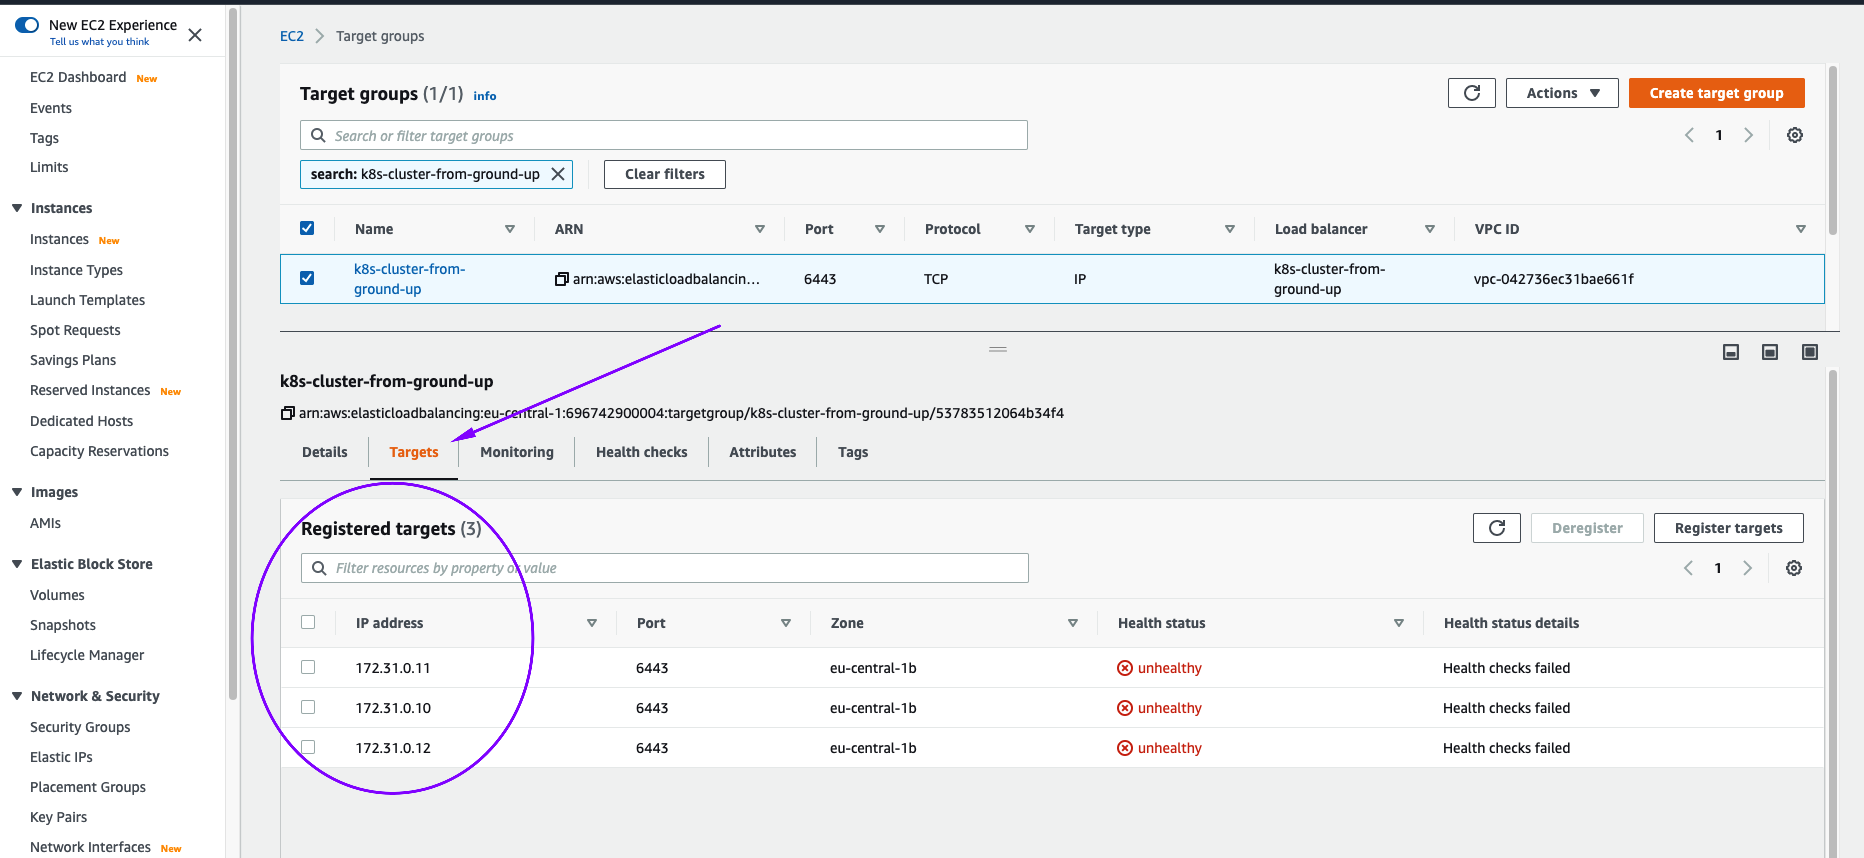 New EC2 Experience
Tell us what you think
EC2 Dashboard New
Events
Tags
Limits
Instances
Instances New
Instance Types
Launch Templates
Spot Requests
Savings Plans
Reserved Instances New
Dedicated Hosts
Capacity Reservations
Images
AMIs
Elastic Block Store
Volumes
Snapshots
Lifecycle Manager
Network & Security
Security Groups
Elastic IPs
Placement Groups
Key Pairs
Network Interfaces New
EC2 > Target groups
Target groups (1/1) info
Actions
Create target group
Search or filter target groups
1
search: k8s-cluster-from-ground-up
Clear filters
Name ARN Port Protocol Target type Load balancer VPC ID
k8s-cluster-from-ground-up arn:aws:elasticloadbalancin... 6443 TCP IP k8s-cluster-from-ground-up vpc-042736ec31bae661f
k8s-cluster-from-ground-up
arn:aws:elasticloadbalancing:eu-central-1:696742900004:targetgroup/k8s-cluster-from-ground-up/53783512064b34f4
Details Targets Monitoring Health checks Attributes Tags
Registered targets (3)
Deregister
Register targets
Filter resources by property or value
1
IP address Port Zone Health status Health status details
172.31.0.11 6443 eu-central-1b unhealthy Health checks failed
172.31.0.10 6443 eu-central-1b unhealthy Health checks failed
172.31.0.12 6443 eu-central-1b unhealthy Health checks failed